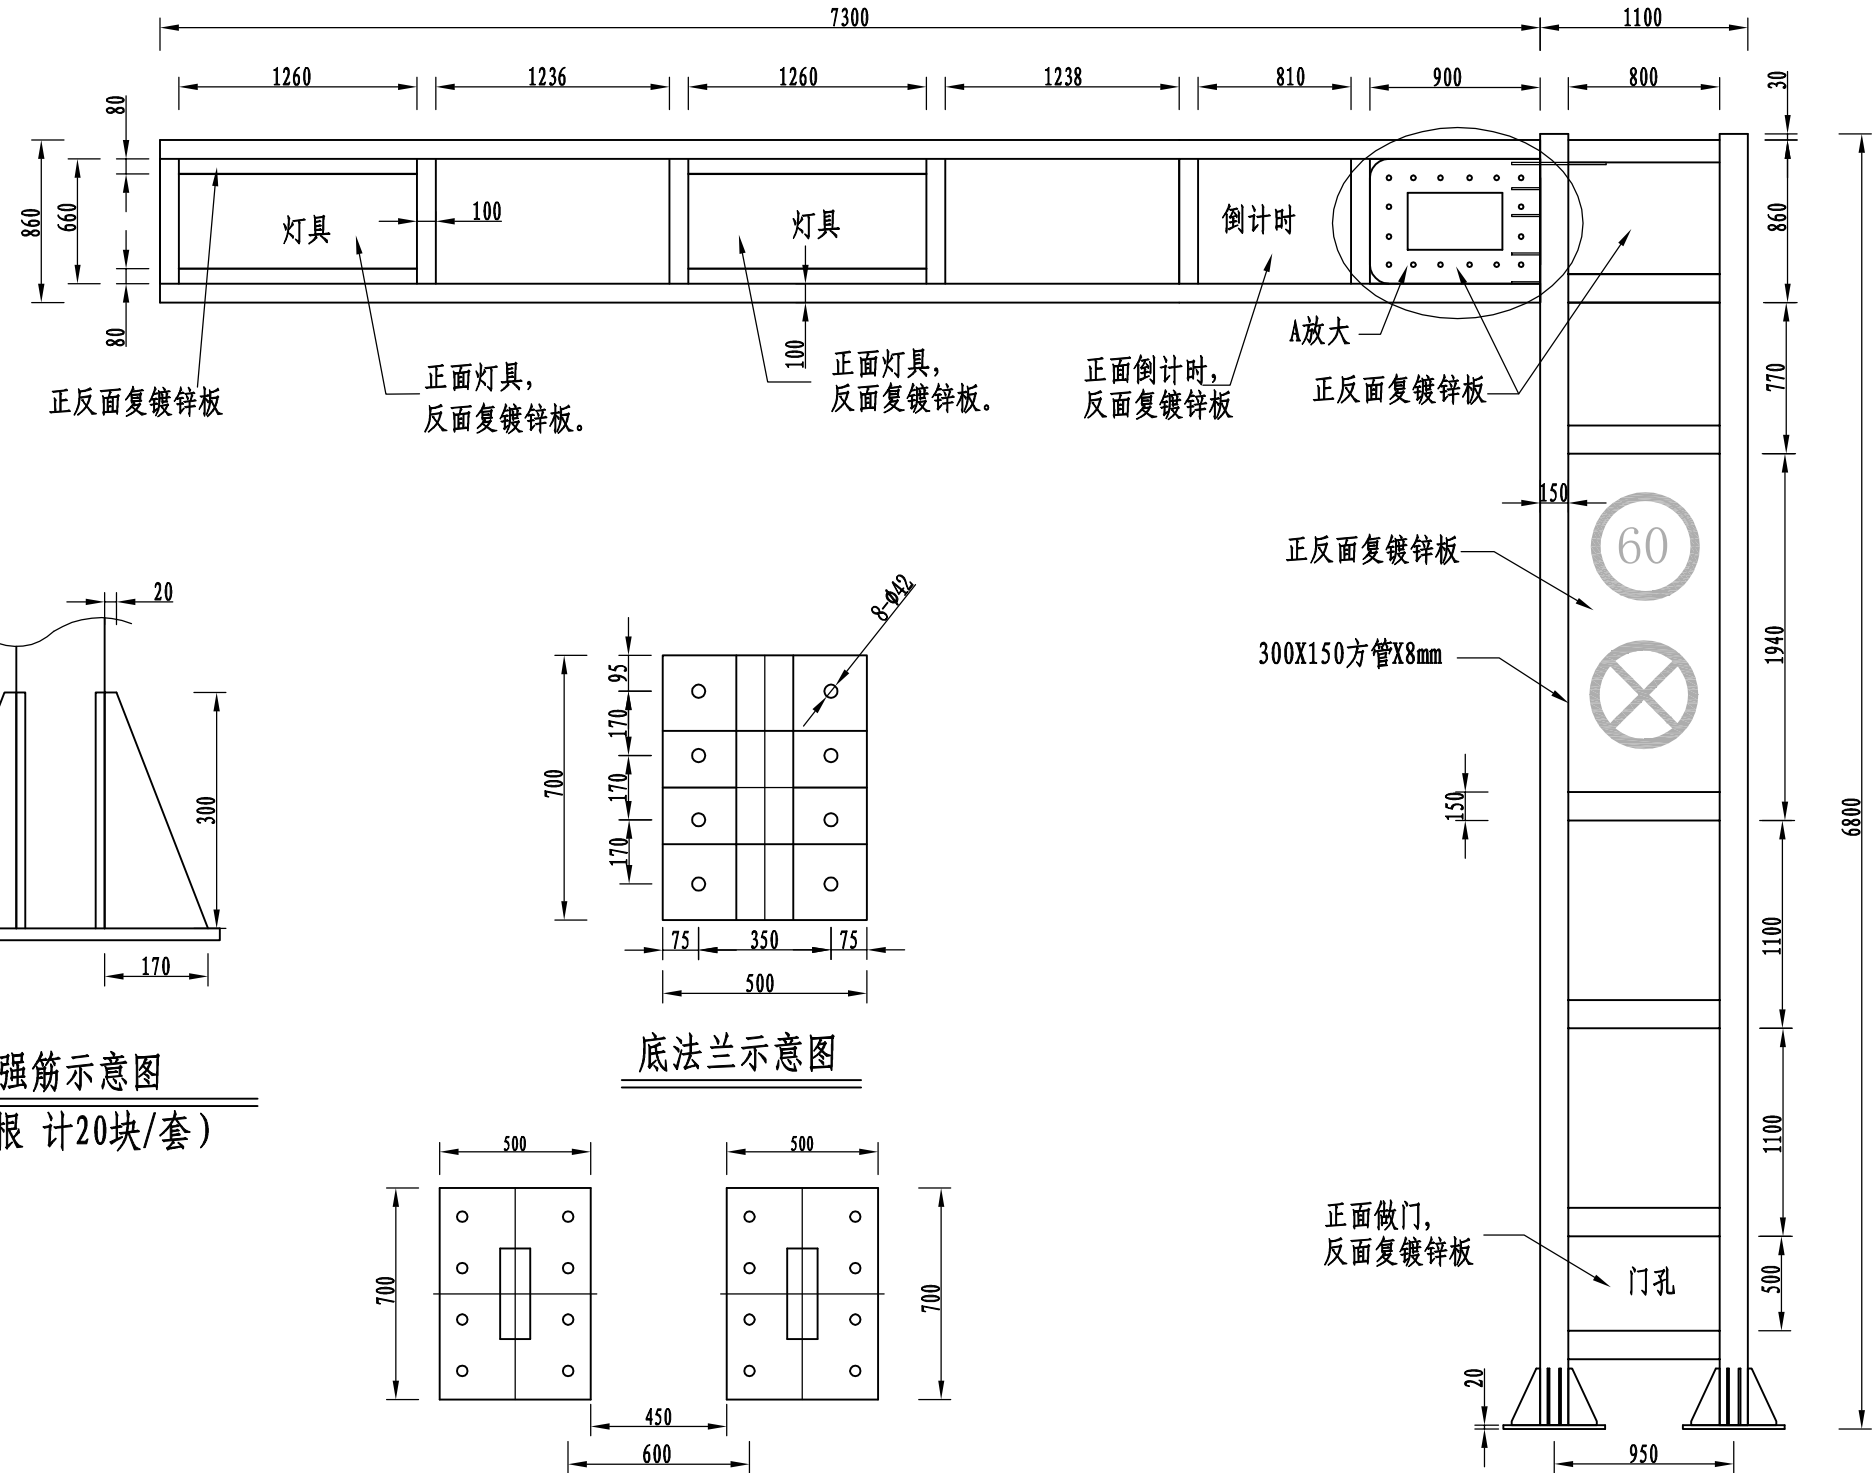 7300
1100
1260
1236
1260
1238
810
900
800
30
80
860
660
80
灯具
100
灯具
倒计时
860
100
A放大
770
正反面复镀锌板
正面灯具，
反面复镀锌板。
正面灯具，
反面复镀锌板。
正面倒计时，
反面复镀锌板
正反面复镀锌板
150
60
正反面复镀锌板
300X150方管X8mm
1940
6800
150
1100
1100
500
正面做门，
反面复镀锌板
门孔
20
950
20
300
170
强筋示意图
根 计20块/套）
8-ϕ42
95
170
170
170
700
75
350
75
500
底法兰示意图
500
500
700
700
450
600